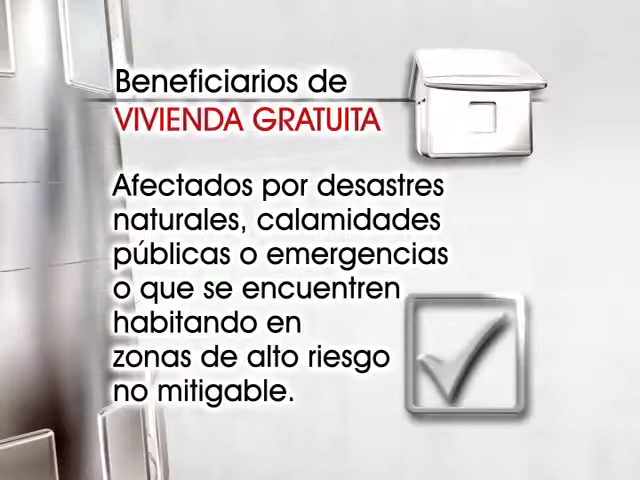 Beneficiarios de
VIVIENDA GRATUITA
Afectados por desastres
naturales, calamidades
públicas o emergencias
o que se encuentren
habitando en
zonas de alto riesgo
no mitigable.